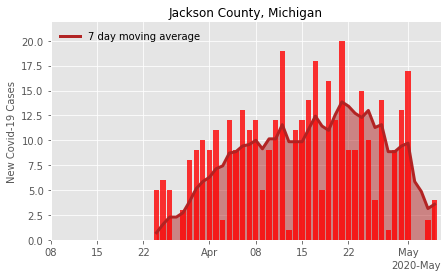 Jackson County, Michigan
7 day moving average
New Covid-19 Cases
20.0
17.5
15.0
12.5
10.0
7.5
5.0
2.5
0.0
08 15 22 Apr 08 15 22 May
2020-May